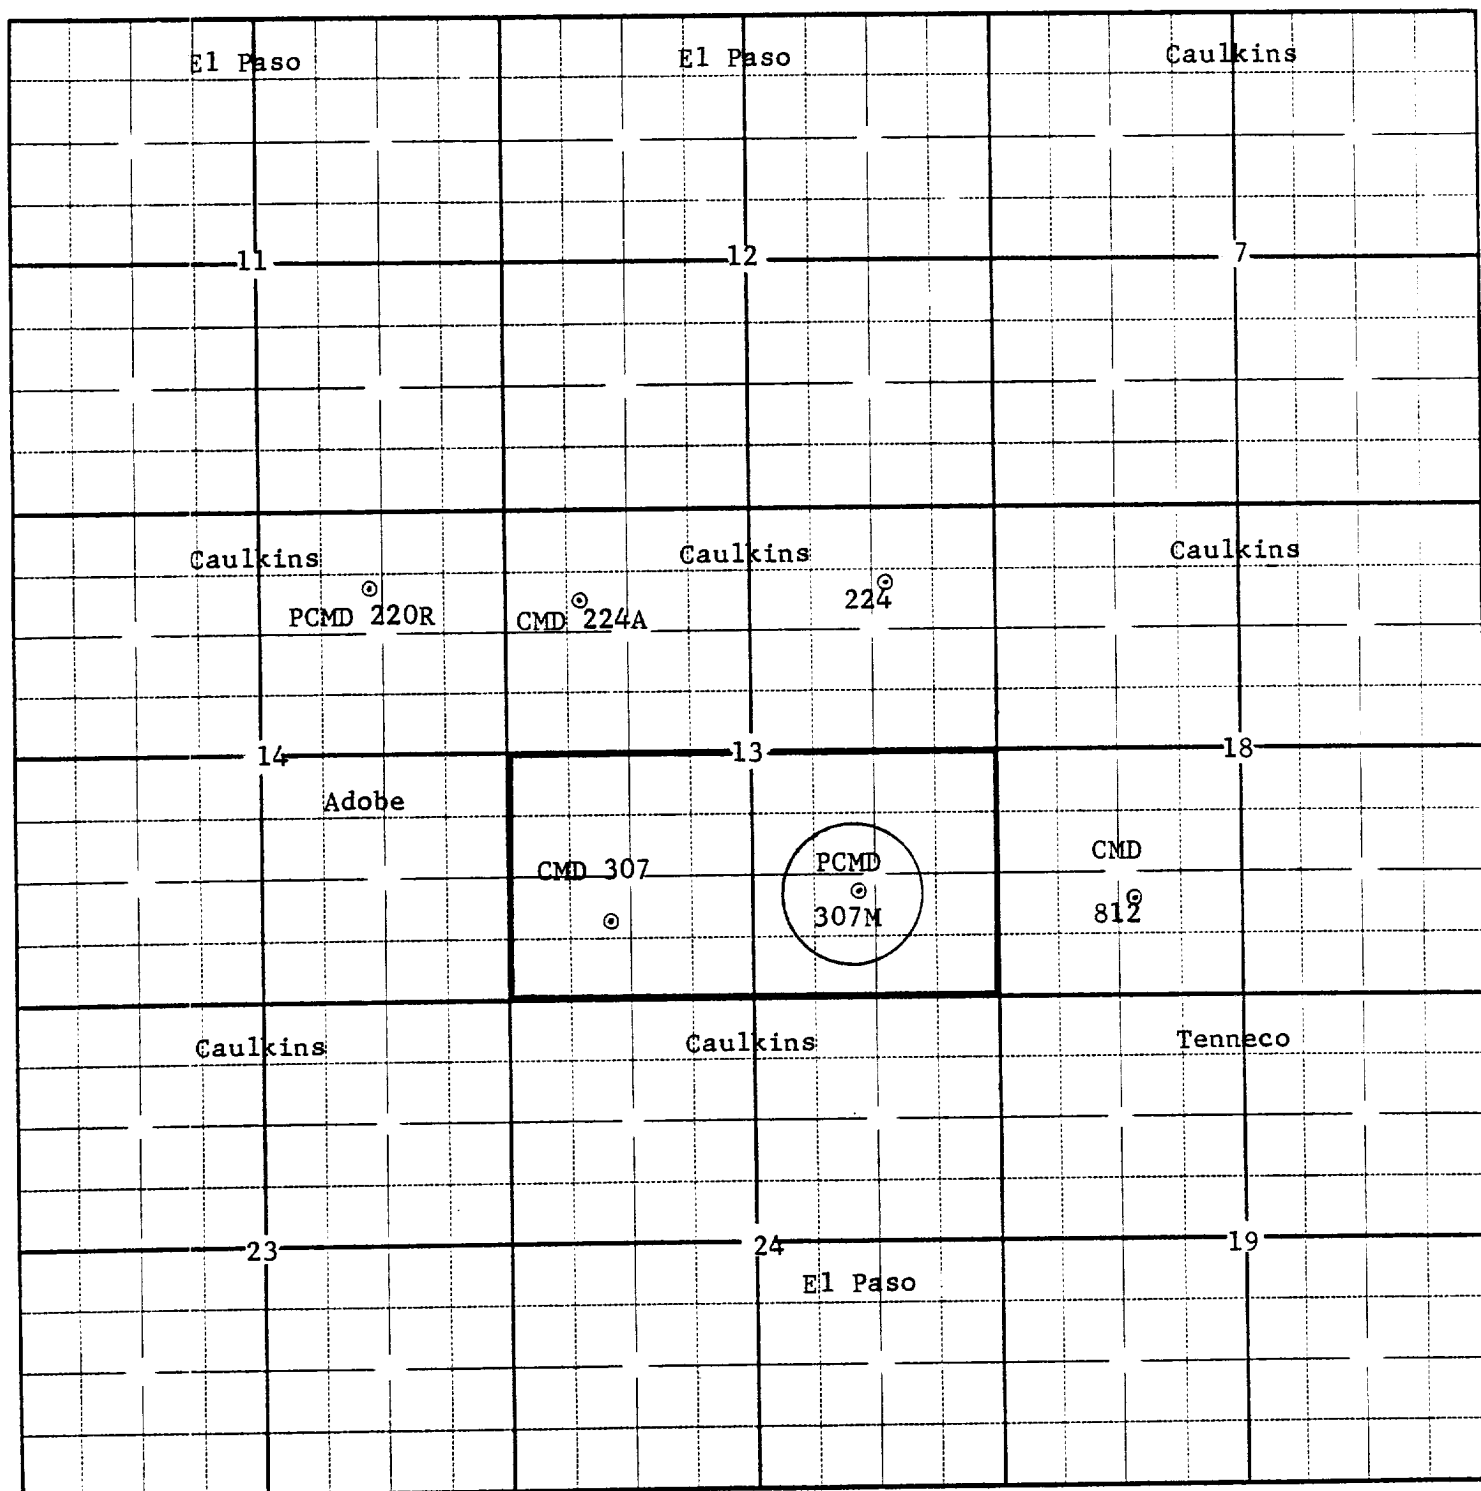 El Paso
El Paso
Caulkins
11
12
7
Caulkins
Caulkins
Caulkins
PCMD 220R
CMD 224A
224
14
13
18
Adobe
CMD 307
PCMD
307M
CMD
812
Caulkins
Caulkins
Tenneco
23
24
19
El Paso